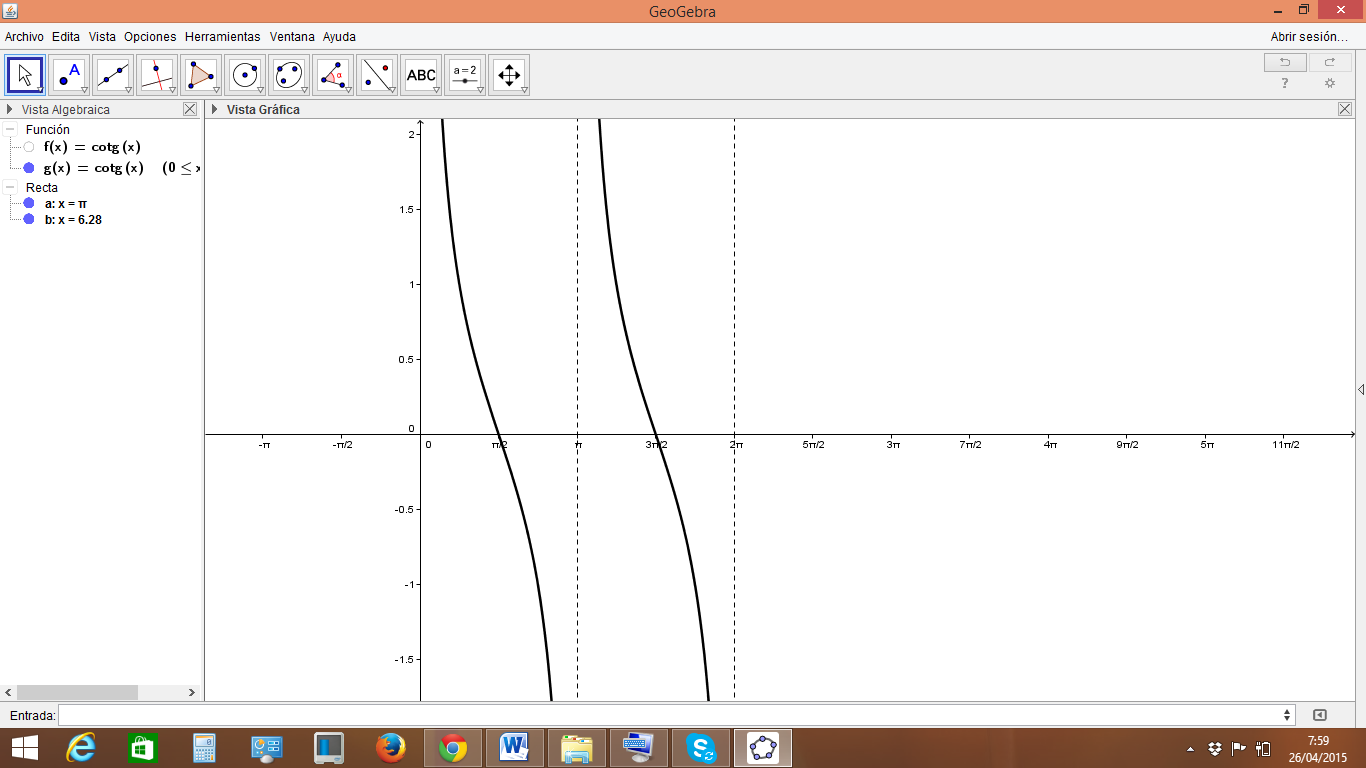 GeoGebra
Archivo Edita Vista Opciones Herramientas Ventana Ayuda Abrir sesión...
A α ABC a=2
?
Vista Algebraica Vista Gráfica
Función
f(x) = cotg (x)
g(x) = cotg (x) (0 ≤ x
Recta
a: x = π
b: x = 6.28
2
1.5
1
0.5
0
-π -π/2 0 π/2 π 3π/2 2π 5π/2 3π 7π/2 4π 9π/2 5π 11π/2
-0.5
-1
-1.5
Entrada:
7:59
26/04/2015